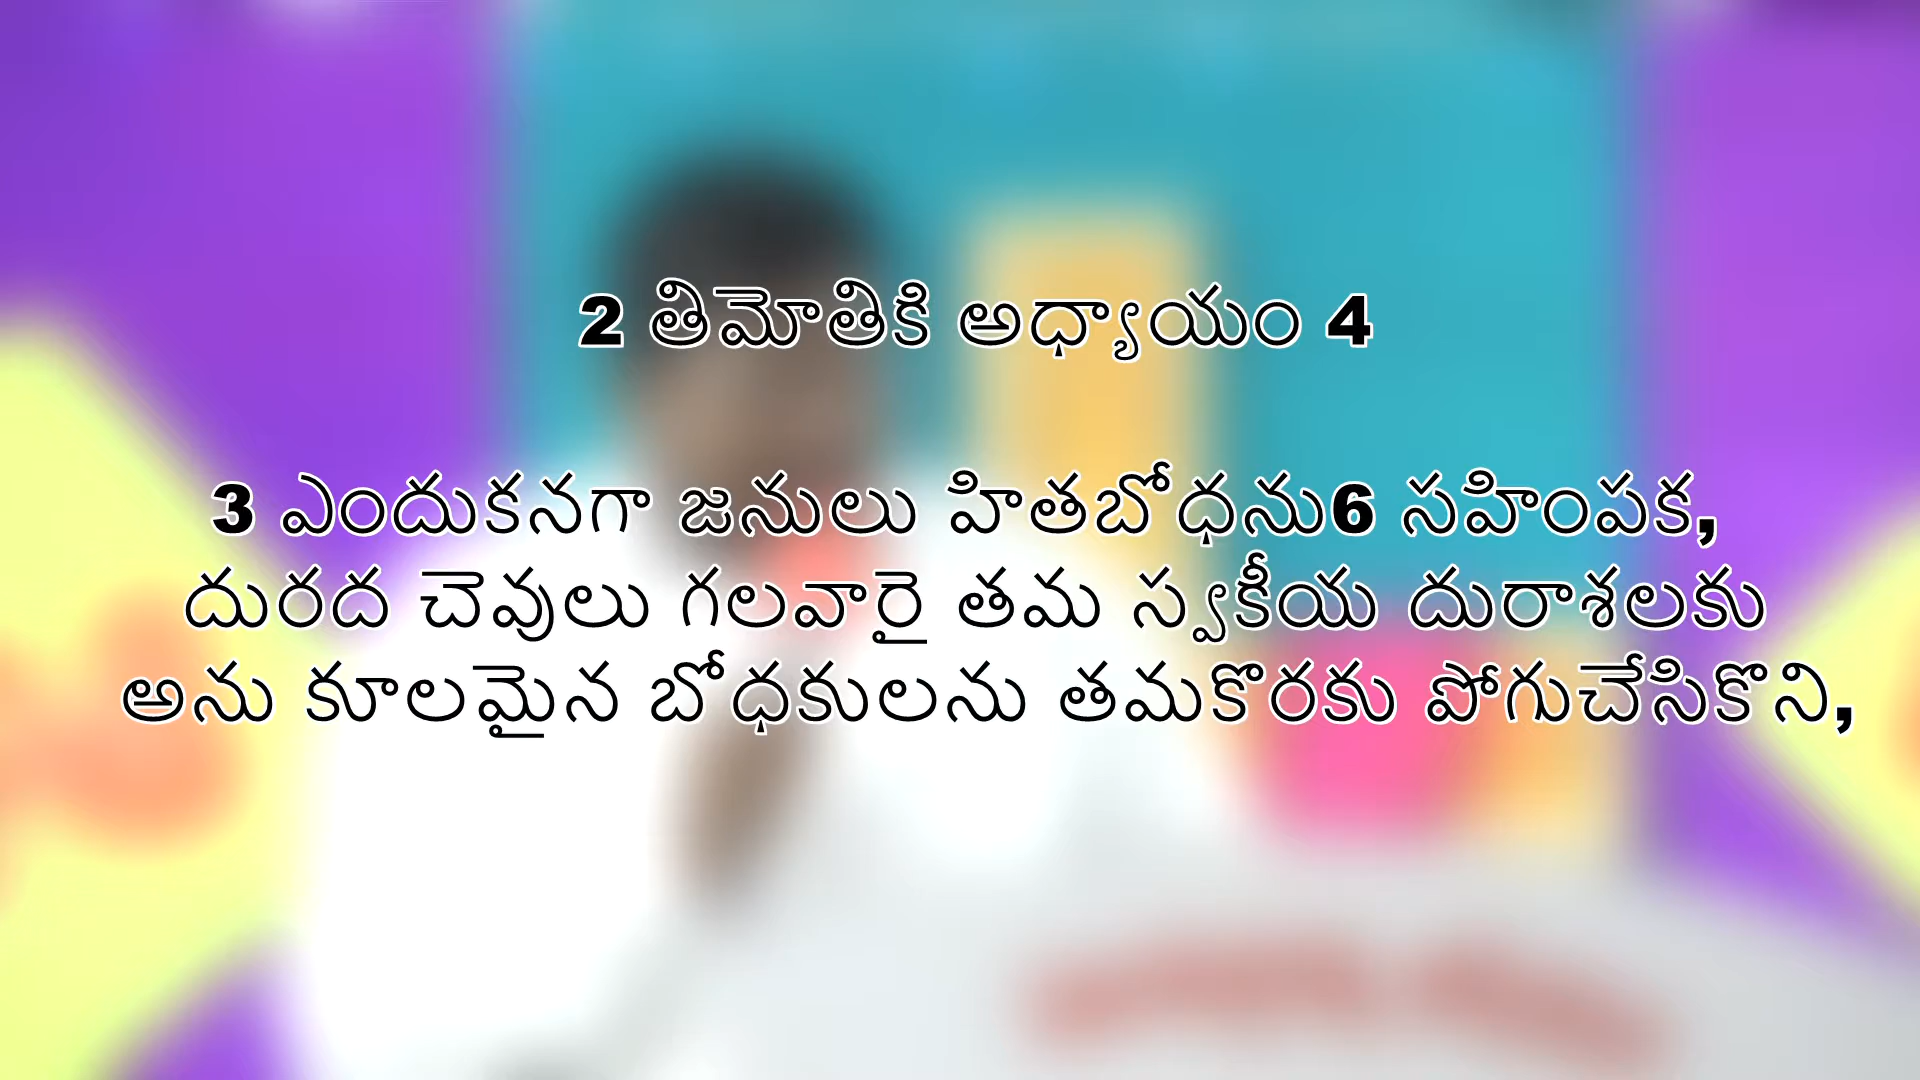 2 తిమోతికి అధ్యాయం 4
3 ఎందుకనగా జనులు హితబోధను6 సహింపక,
దురద చెవులు గలవారై తమ స్వకీయ దురాశలకు
అను కూలమైన బోధకులను తమకొరకు పోగుచేసికొని,